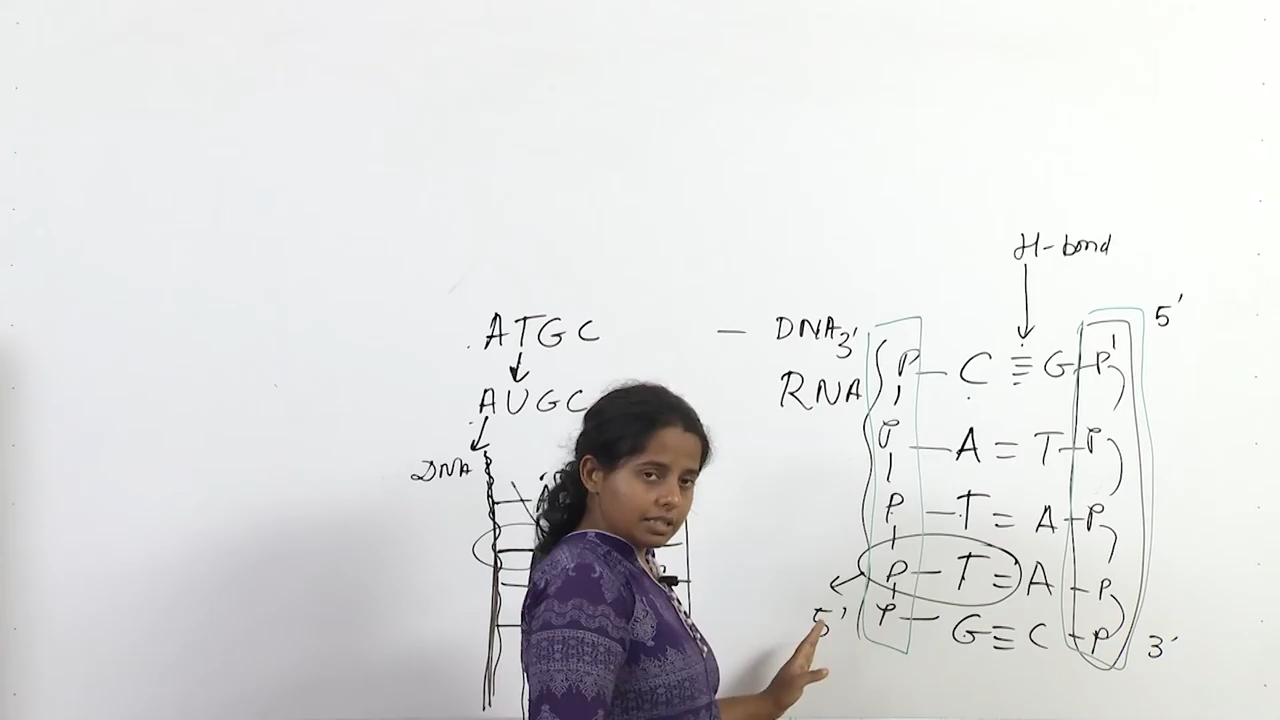 H-bond
5'
ATGC — DNA 3' P — C ≡ G — P
AUGC RNA
DNA P — A = T — P
P — T = A — P
P — T = A — P
5' P — G ≡ C — P 3'